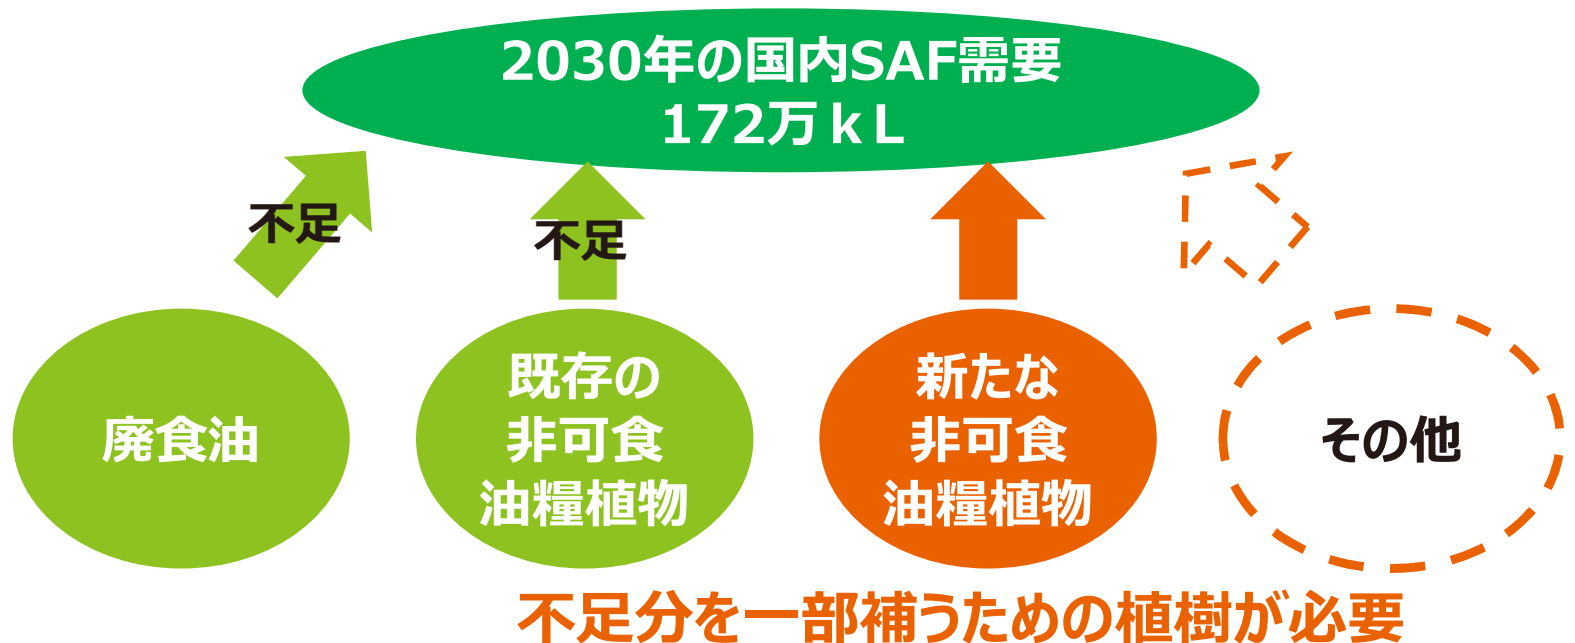 2030年の国内SAF需要
172万ｋL
不足
不足
廃食油
既存の
非可食
油糧植物
新たな
非可食
油糧植物
その他
不足分を一部補うための植樹が必要